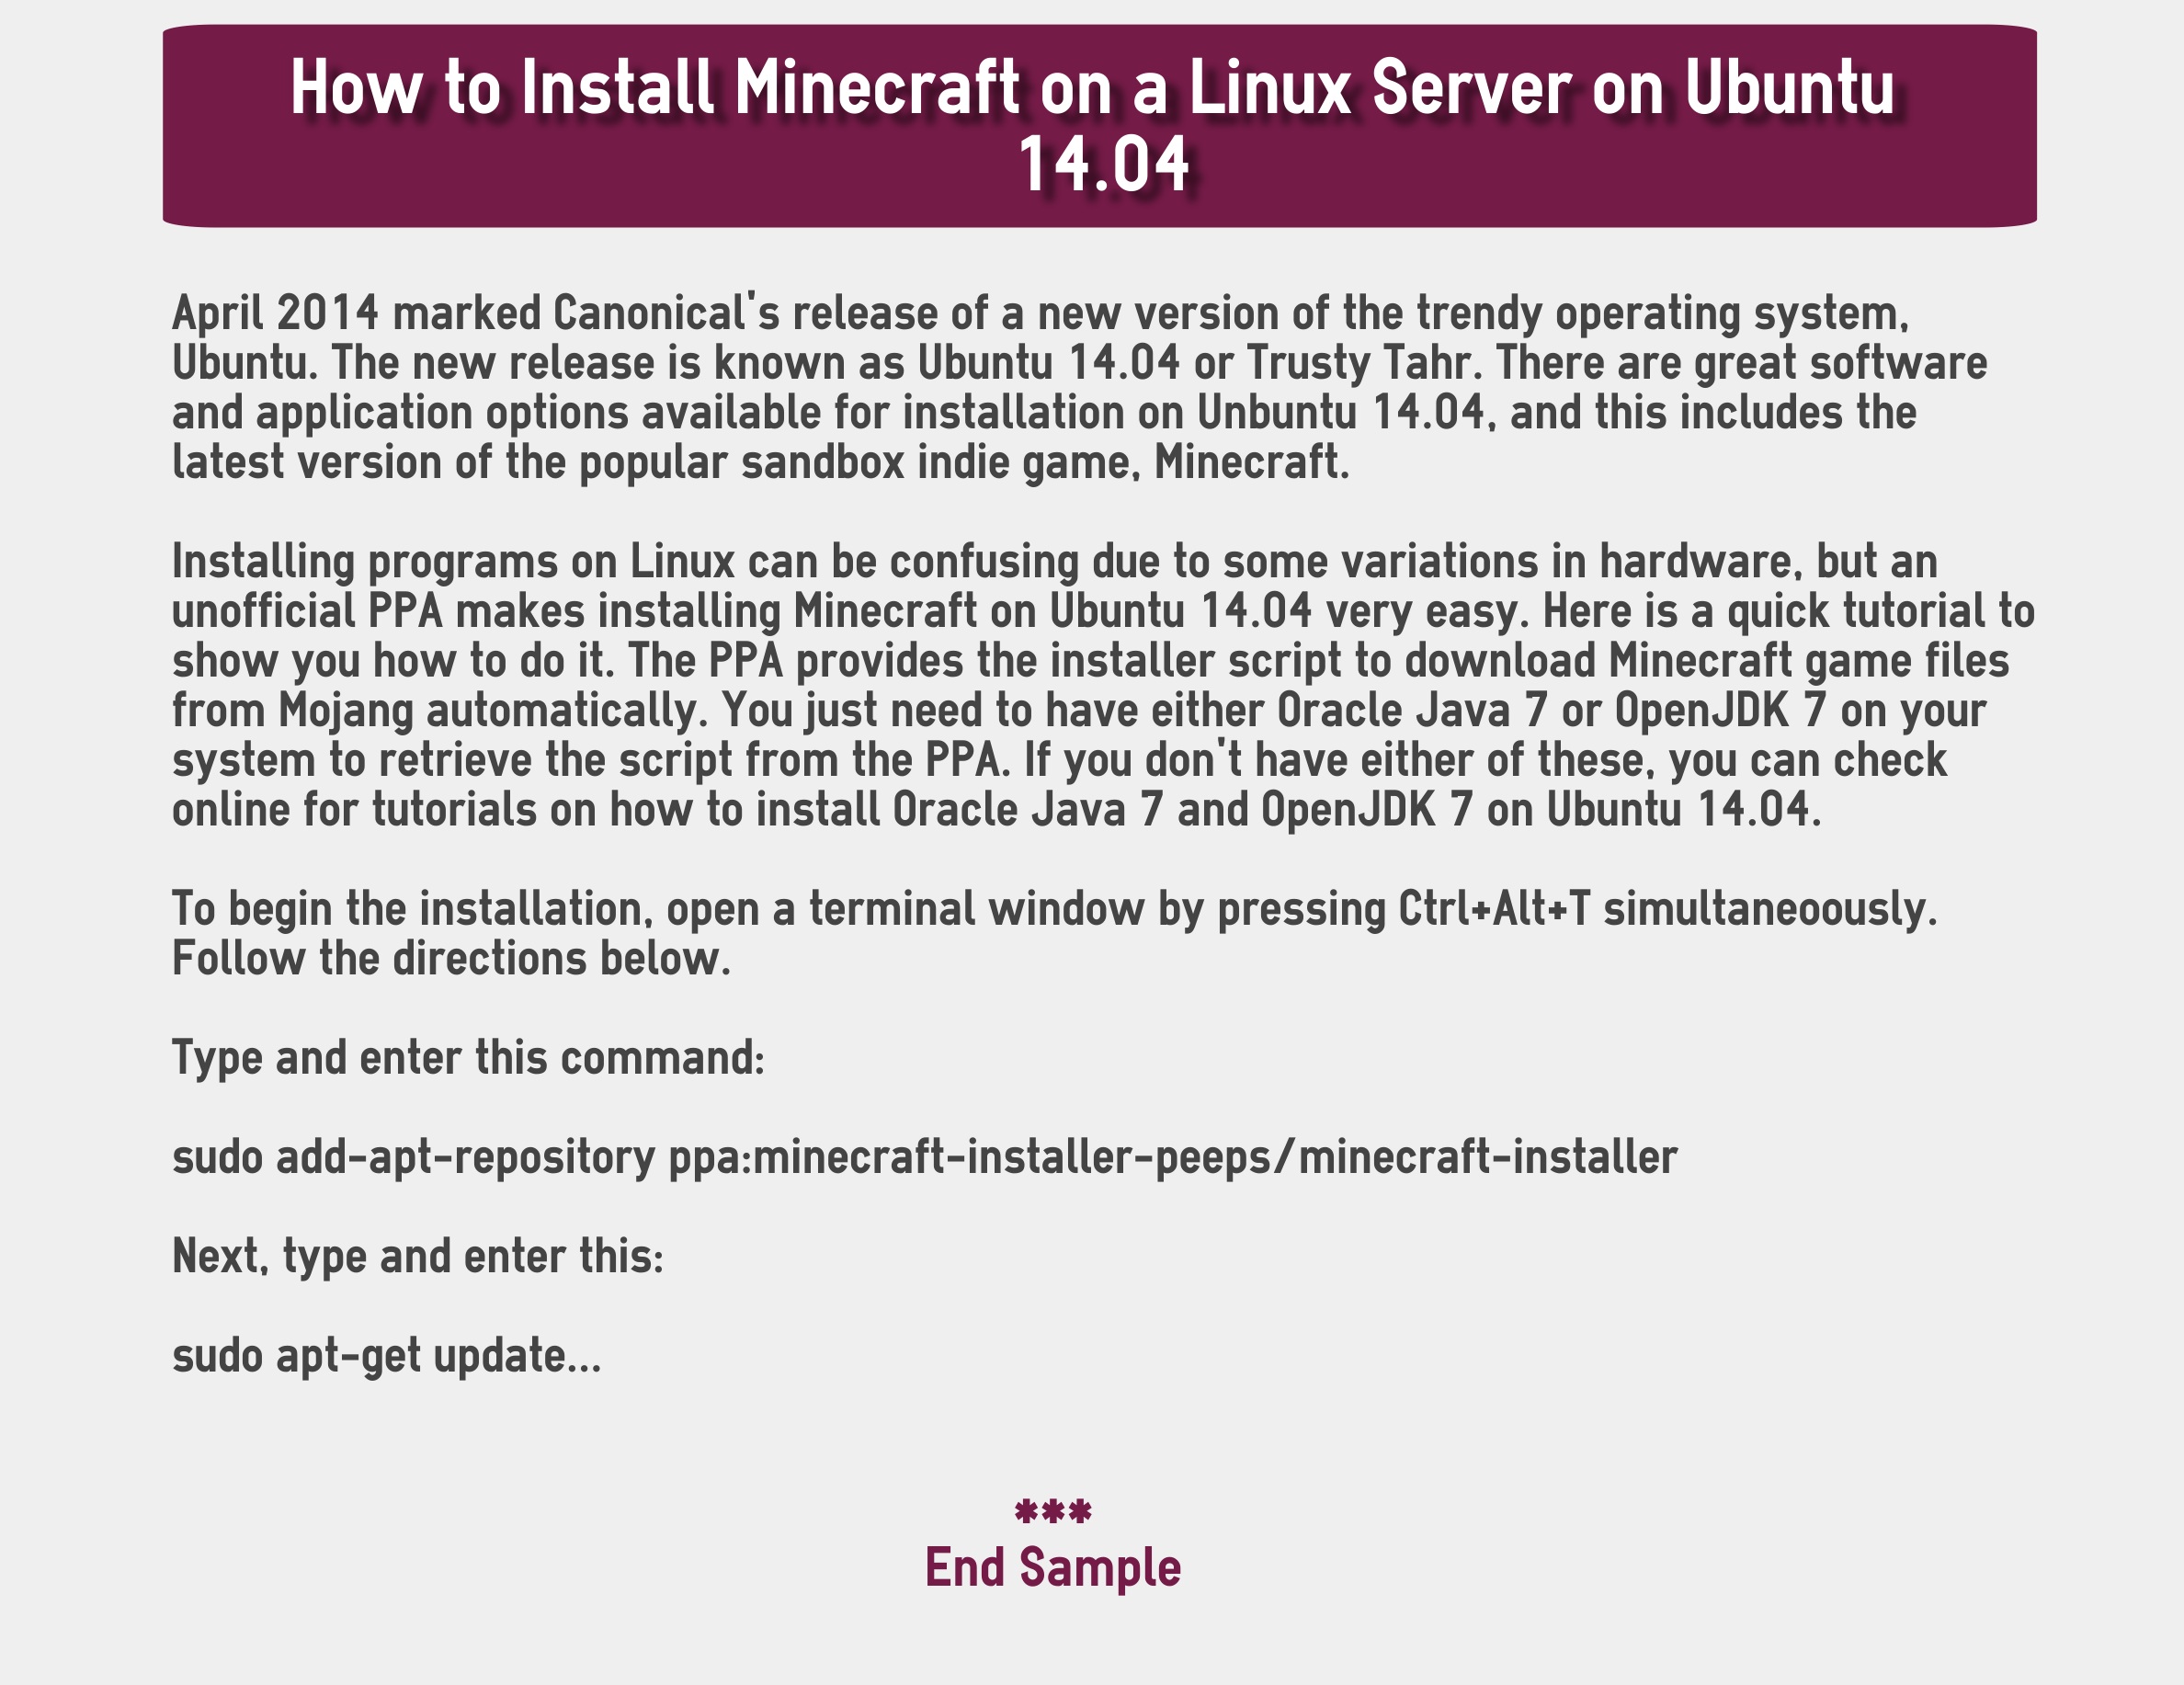 How to Install Minecraft on a Linux Server on Ubuntu
14.04
April 2014 marked Canonical's release of a new version of the trendy operating system,
Ubuntu. The new release is known as Ubuntu 14.04 or Trusty Tahr. There are great software
and application options available for installation on Unbuntu 14.04, and this includes the
latest version of the popular sandbox indie game, Minecraft.
Installing programs on Linux can be confusing due to some variations in hardware, but an
unofficial PPA makes installing Minecraft on Ubuntu 14.04 very easy. Here is a quick tutorial to
show you how to do it. The PPA provides the installer script to download Minecraft game files
from Mojang automatically. You just need to have either Oracle Java 7 or OpenJDK 7 on your
system to retrieve the script from the PPA. If you don't have either of these, you can check
online for tutorials on how to install Oracle Java 7 and OpenJDK 7 on Ubuntu 14.04.
To begin the installation, open a terminal window by pressing Ctrl+Alt+T simultaneoously.
Follow the directions below.
Type and enter this command:
sudo add-apt-repository ppa:minecraft-installer-peeps/minecraft-installer
Next, type and enter this:
sudo apt-get update...
***
End Sample